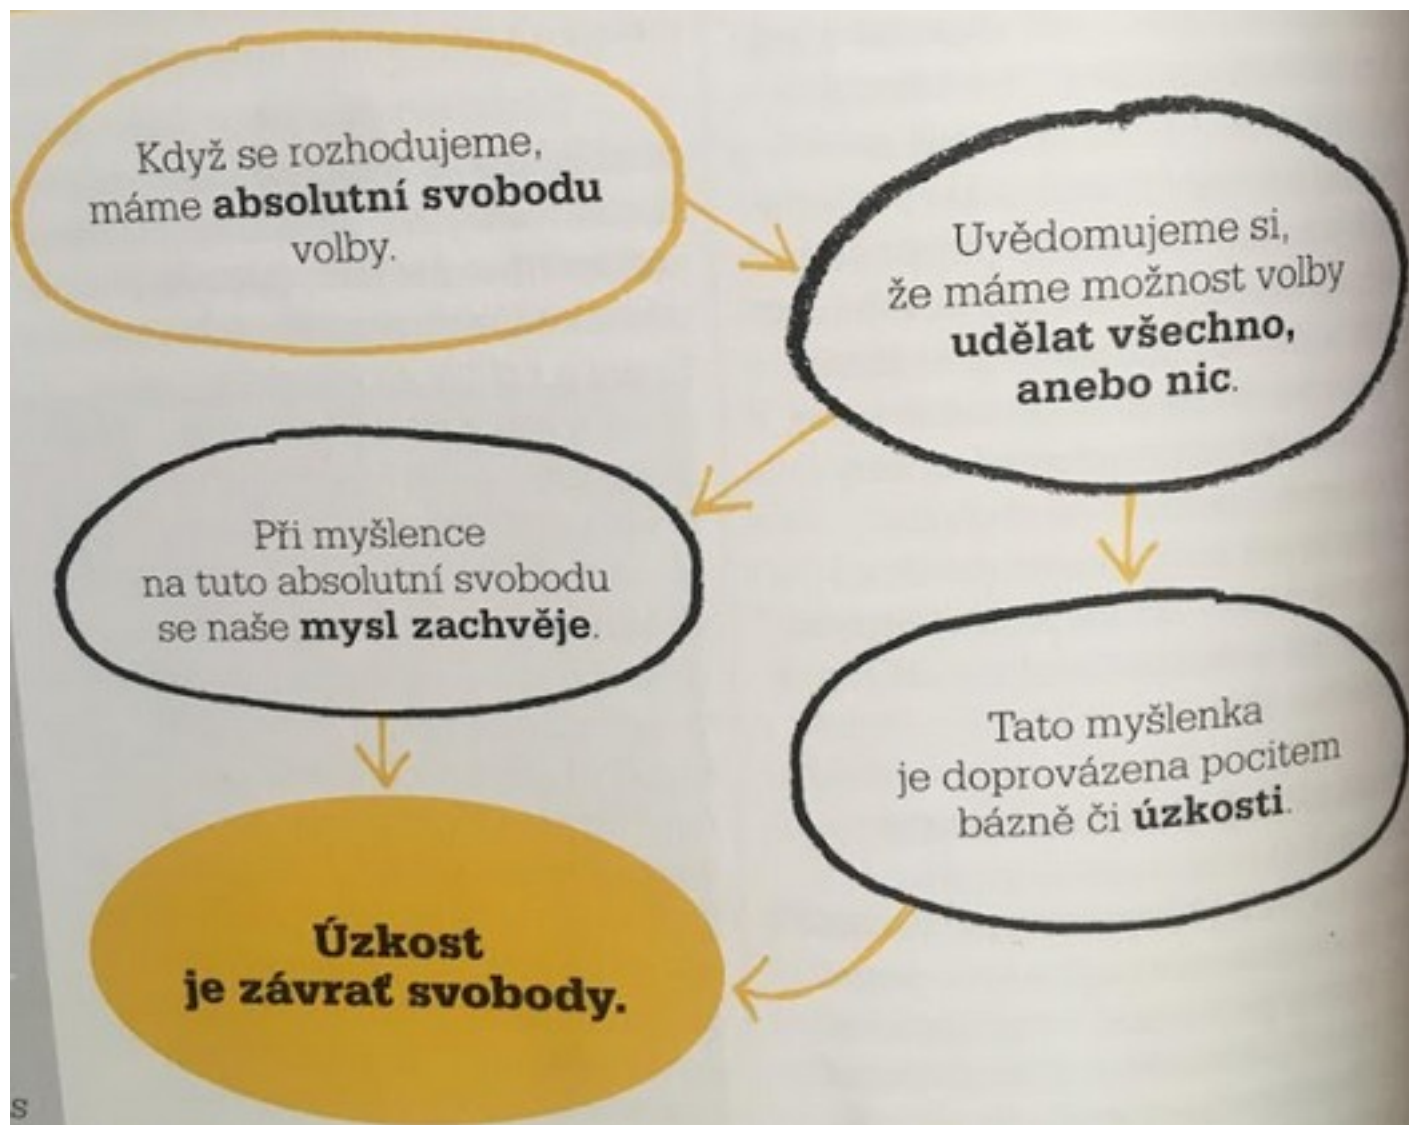 Když se rozhodujeme,
máme absolutní svobodu
volby.
Uvědomujeme si,
že máme možnost volby
udělat všechno,
anebo nic.
Při myšlence
na tuto absolutní svobodu
se naše mysl zachvěje.
Tato myšlenka
je doprovázena pocitem
bázně či úzkosti.
Úzkost
je závrať svobody.
s